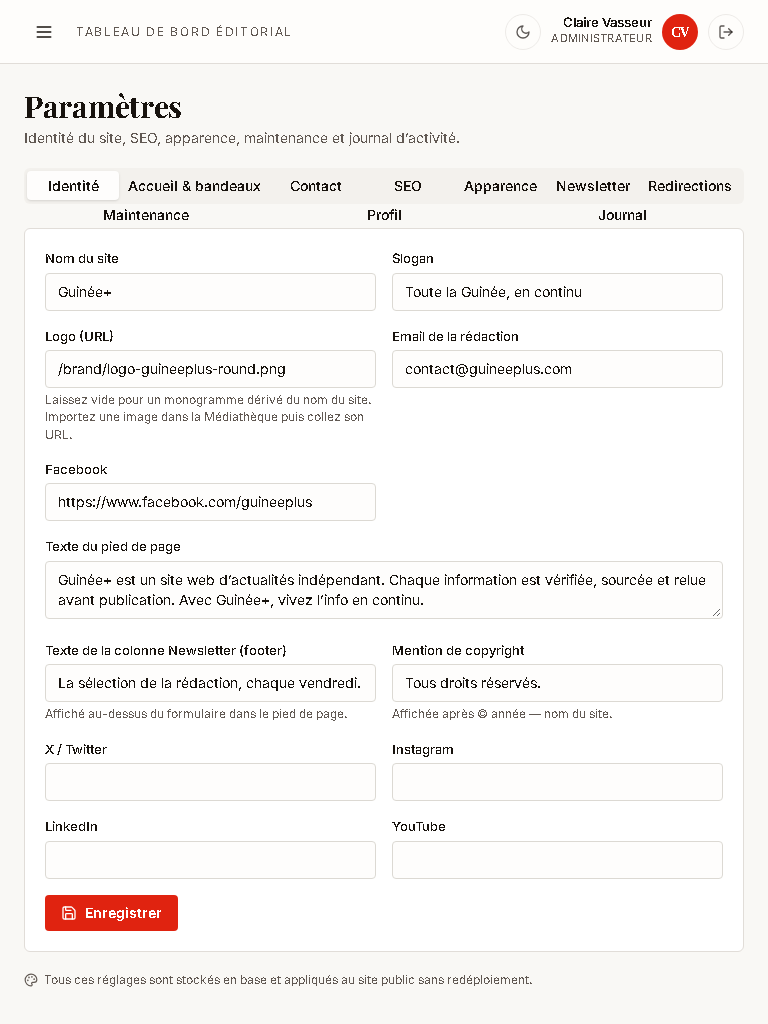 TABLEAU DE BORD ÉDITORIAL
Claire Vasseur
ADMINISTRATEUR
CV
Paramètres
Identité du site, SEO, apparence, maintenance et journal d’activité.
Identité Accueil & bandeaux Contact SEO Apparence Newsletter Redirections
Maintenance Profil Journal
Nom du site
Guinée+
Slogan
Toute la Guinée, en continu
Logo (URL)
/brand/logo-guineeplus-round.png
Laissez vide pour un monogramme dérivé du nom du site.
Importez une image dans la Médiathèque puis collez son
URL.
Email de la rédaction
contact@guineeplus.com
Facebook
https://www.facebook.com/guineeplus
Texte du pied de page
Guinée+ est un site web d’actualités indépendant. Chaque information est vérifiée, sourcée et relue
avant publication. Avec Guinée+, vivez l’info en continu.
Texte de la colonne Newsletter (footer)
La sélection de la rédaction, chaque vendredi.
Affiché au-dessus du formulaire dans le pied de page.
Mention de copyright
Tous droits réservés.
Affichée après © année — nom du site.
X / Twitter
Instagram
LinkedIn
YouTube
Enregistrer
Tous ces réglages sont stockés en base et appliqués au site public sans redéploiement.